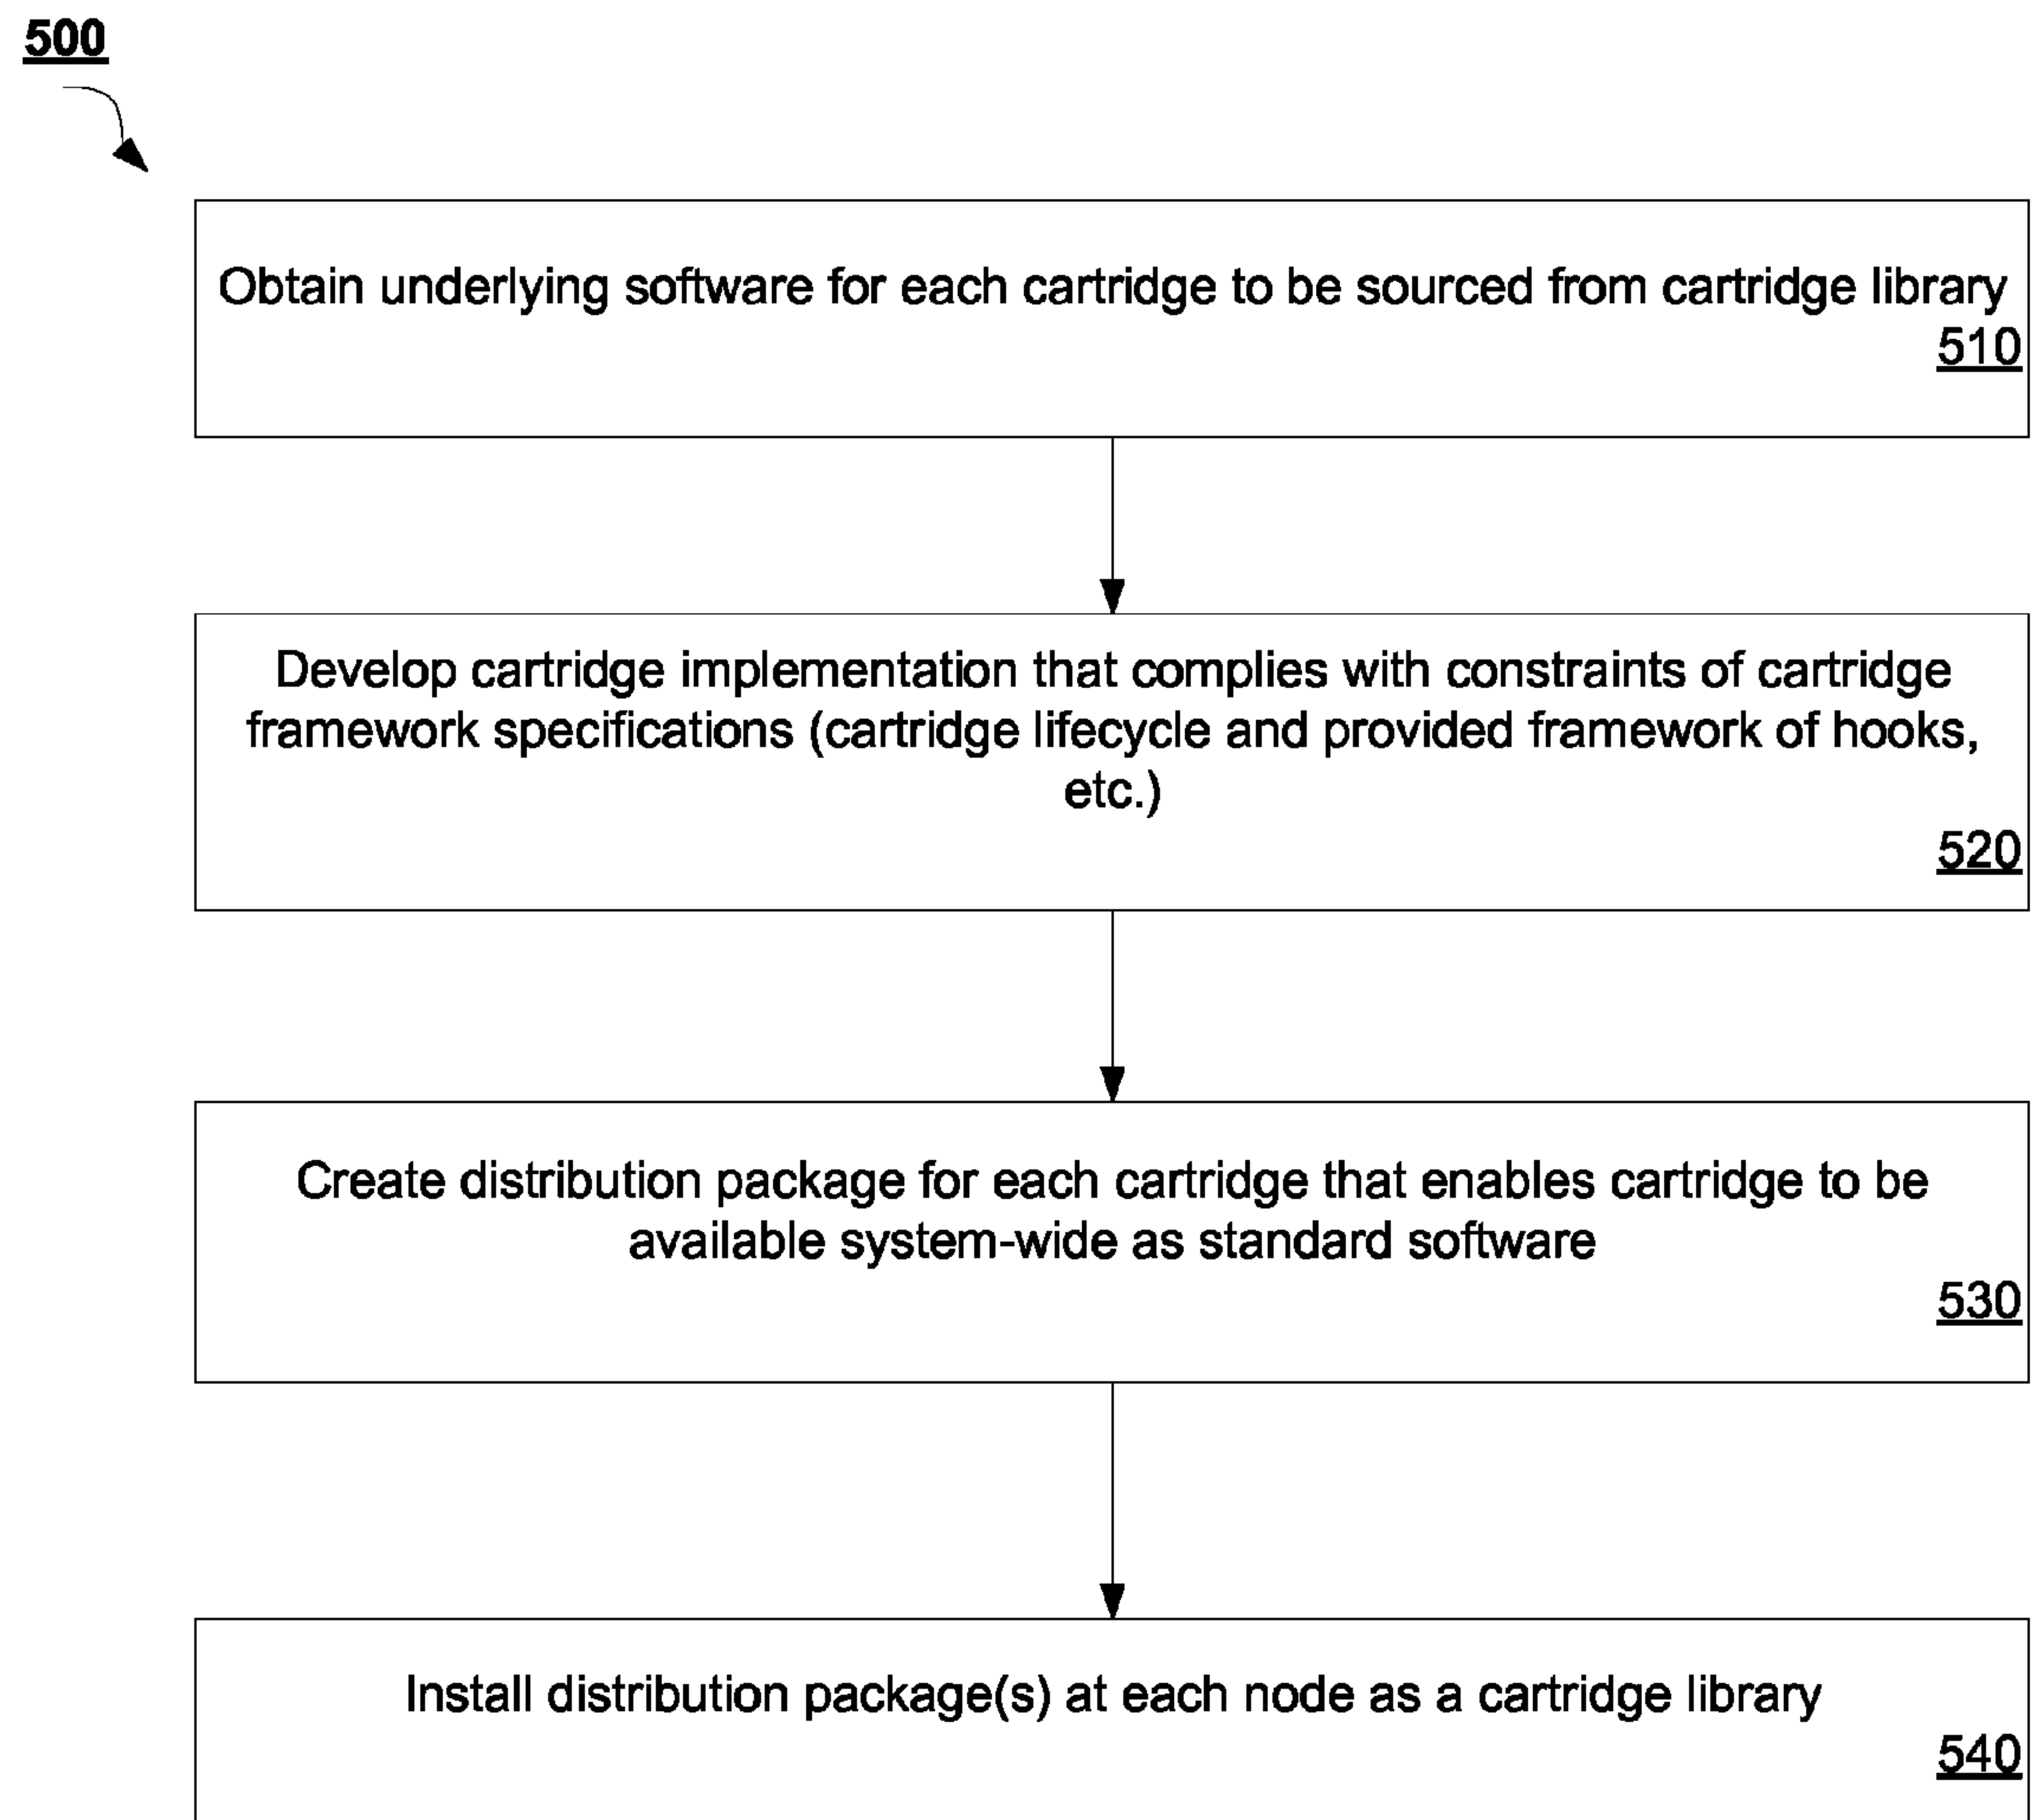 500
Obtain underlying software for each cartridge to be sourced from cartridge library
510
Develop cartridge implementation that complies with constraints of cartridge
framework specifications (cartridge lifecycle and provided framework of hooks,
etc.)
520
Create distribution package for each cartridge that enables cartridge to be
available system-wide as standard software
530
Install distribution package(s) at each node as a cartridge library
540